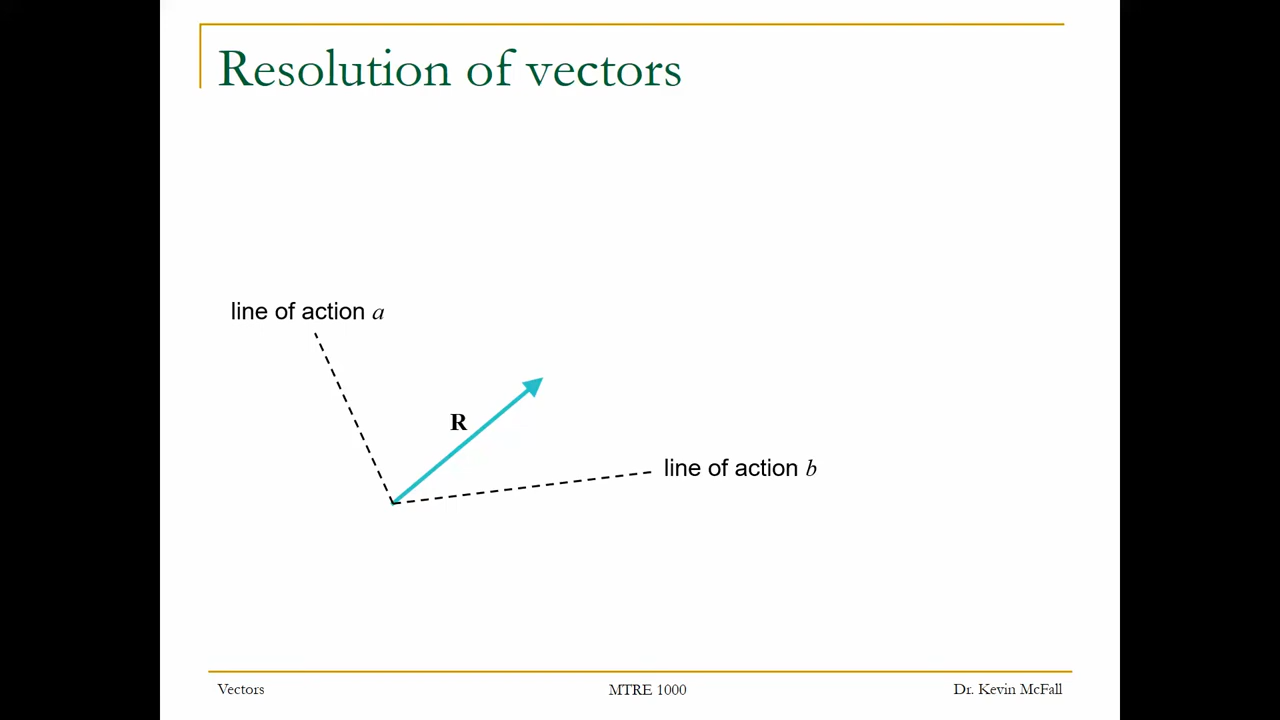 Resolution of vectors
line of action a
R
line of action b
Vectors
MTRE 1000
Dr. Kevin McFall